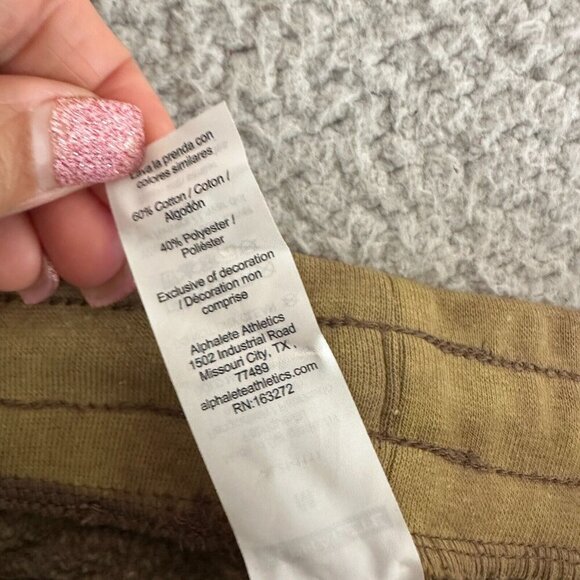 la prenda con
colores similares
60% Cotton / Coton /
Algodón
40% Polyester /
Poliéster
Exclusive of decoration
/ Décoration non
comprise
Alphalete Athletics
1502 Industrial Road
Missouri City, TX ,
77489
alphaleteathletics.com
RN:163272